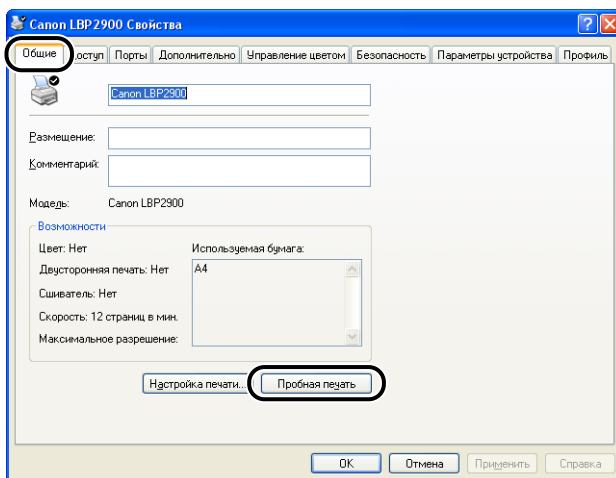 Canon LBP2900 Свойства
Общие Доступ Порты Дополнительно Управление цветом Безопасность Параметры устройства Профиль
Canon LBP2900
Размещение:
Комментарий:
Модель: Canon LBP2900
Возможности
Цвет: Нет Используемая бумага:
Двусторонняя печать: Нет A4
Сшиватель: Нет
Скорость: 12 страниц в мин.
Максимальное разрешение:
Настройка печати... Пробная печать
OK Отмена Применить Справка